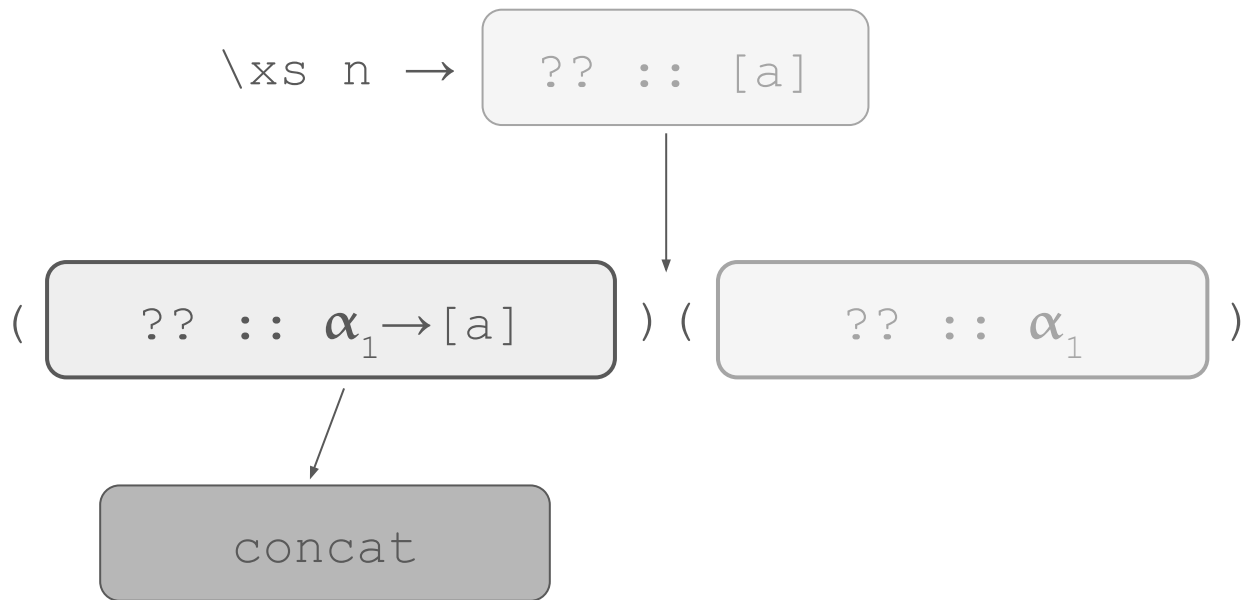 \xs n → ?? :: [a]
( ?? :: α₁→[a] ) ( ?? :: α₁ )
concat